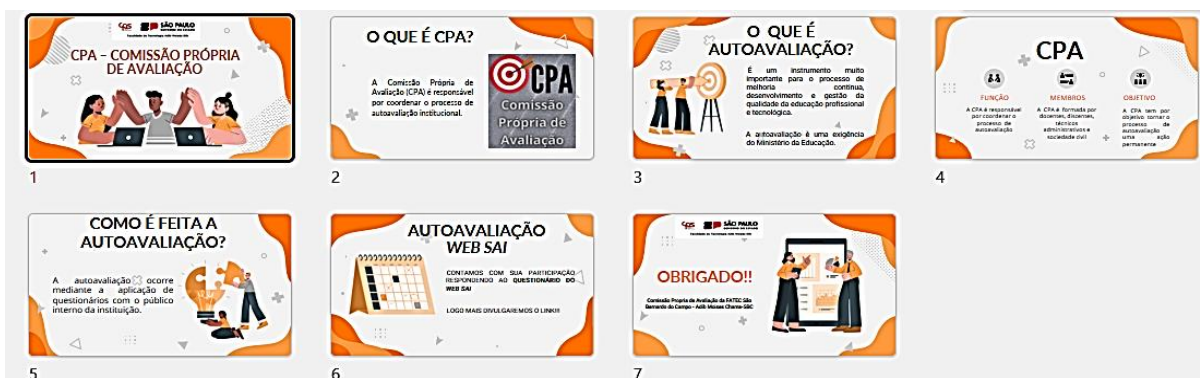 CPS
SÃO PAULO
GOVERNO DO ESTADO
CPA – COMISSÃO PRÓPRIA
DE AVALIAÇÃO
1
O QUE É CPA?
A Comissão Própria de
Avaliação (CPA) é responsável
por coordenar o processo de
autoavaliação institucional.
CPA
Comissão
Própria de
Avaliação
2
O QUE É
AUTOAVALIAÇÃO?
É um instrumento muito
importante para o processo de
melhoria contínua,
desenvolvimento e gestão da
qualidade da educação profissional
e tecnológica.
A autoavaliação é uma exigência
do Ministério da Educação.
3
CPA
FUNÇÃO
A CPA é responsável
por coordenar o
processo de
autoavaliação
MEMBROS
A CPA é formada por
docentes, discentes,
técnicos
administrativos e
sociedade civil
OBJETIVO
A CPA tem por
objetivo tornar o
processo de
autoavaliação
uma ação
permanente
4
COMO É FEITA A
AUTOAVALIAÇÃO?
A autoavaliação ocorre
mediante a aplicação de
questionários com o público
interno da instituição.
5
AUTOAVALIAÇÃO
WEB SAI
CONTAMOS COM SUA PARTICIPAÇÃO
RESPONDENDO AO QUESTIONÁRIO DO
WEB SAI
LOGO MAIS DIVULGAREMOS O LINK!!!
6
CPS
SÃO PAULO
GOVERNO DO ESTADO
OBRIGADO!!
Comissão Propria de Avaliação da FATEC São
Bernardo do Campo - Adib Moises
7